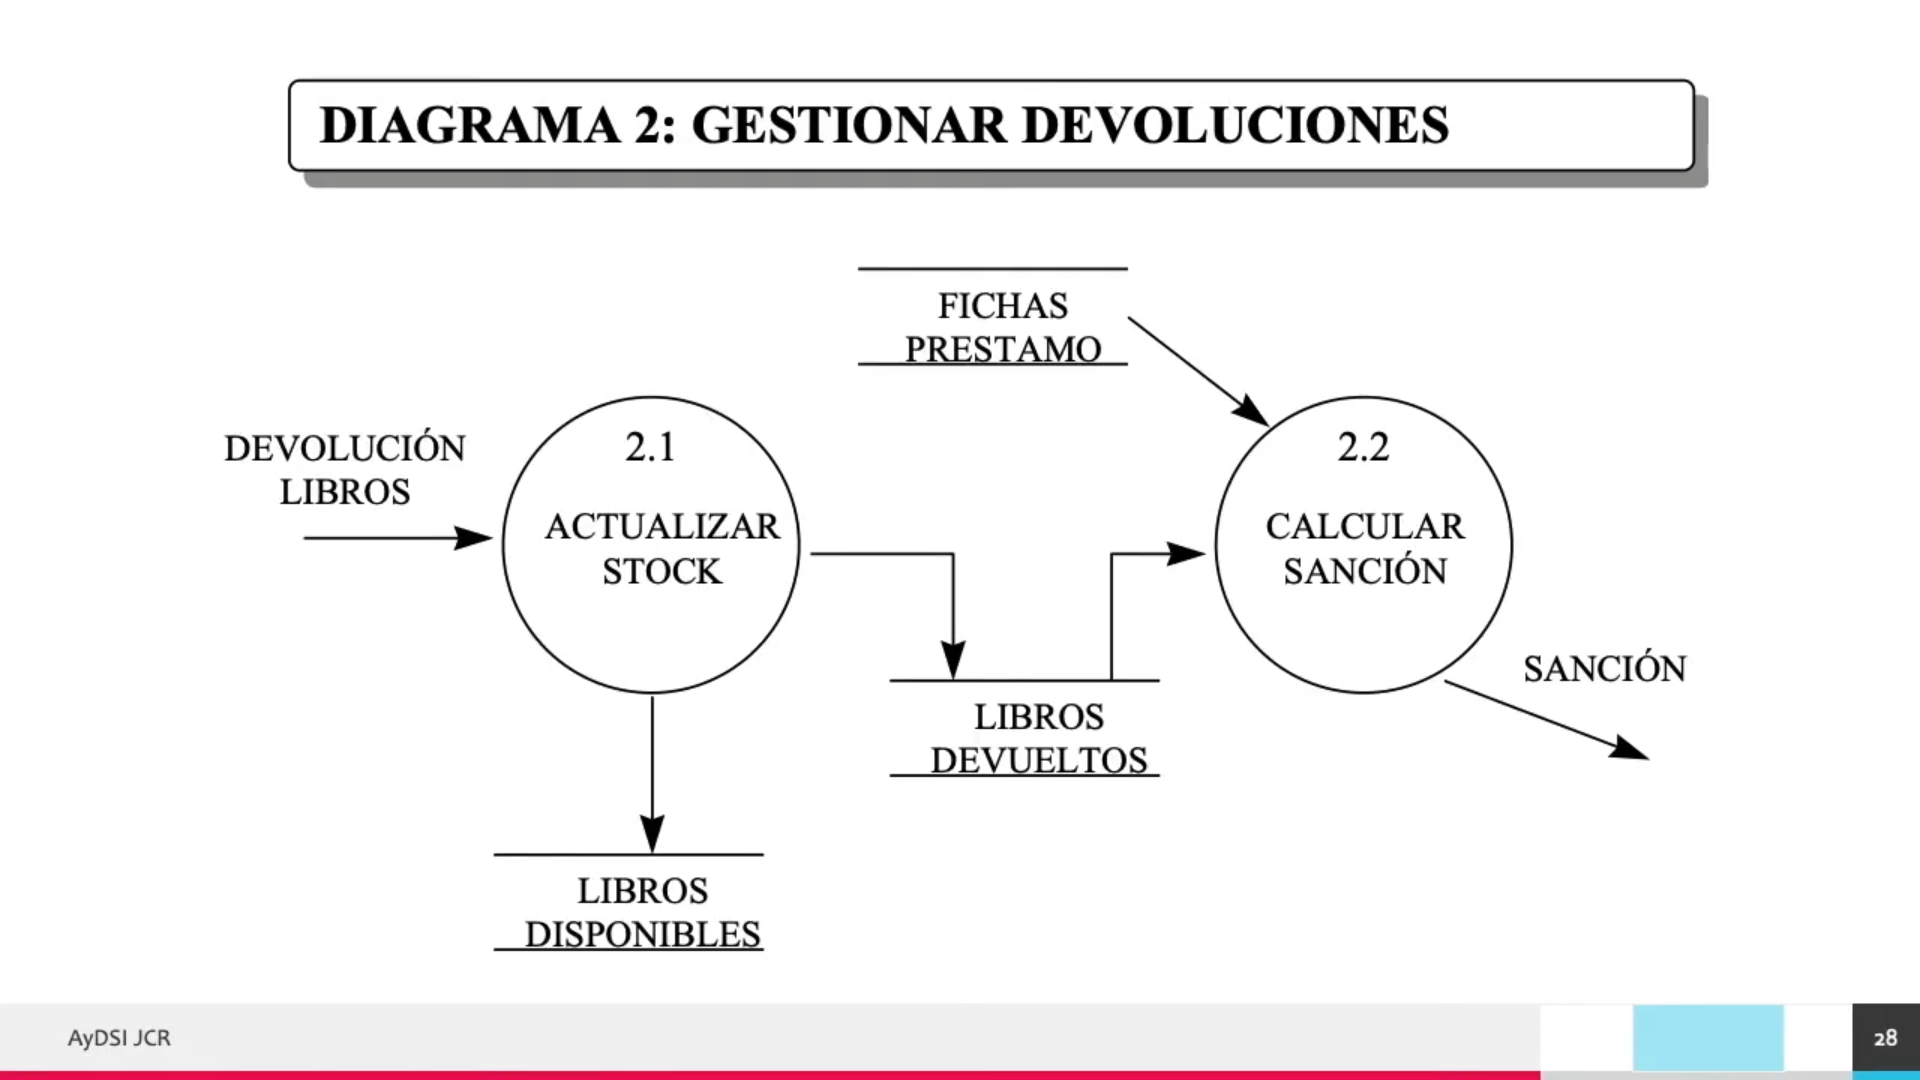 DIAGRAMA 2: GESTIONAR DEVOLUCIONES
FICHAS
PRESTAMO
DEVOLUCIÓN
LIBROS
2.1
ACTUALIZAR
STOCK
2.2
CALCULAR
SANCIÓN
SANCIÓN
LIBROS
DEVUELTOS
LIBROS
DISPONIBLES
AyDSI JCR
28